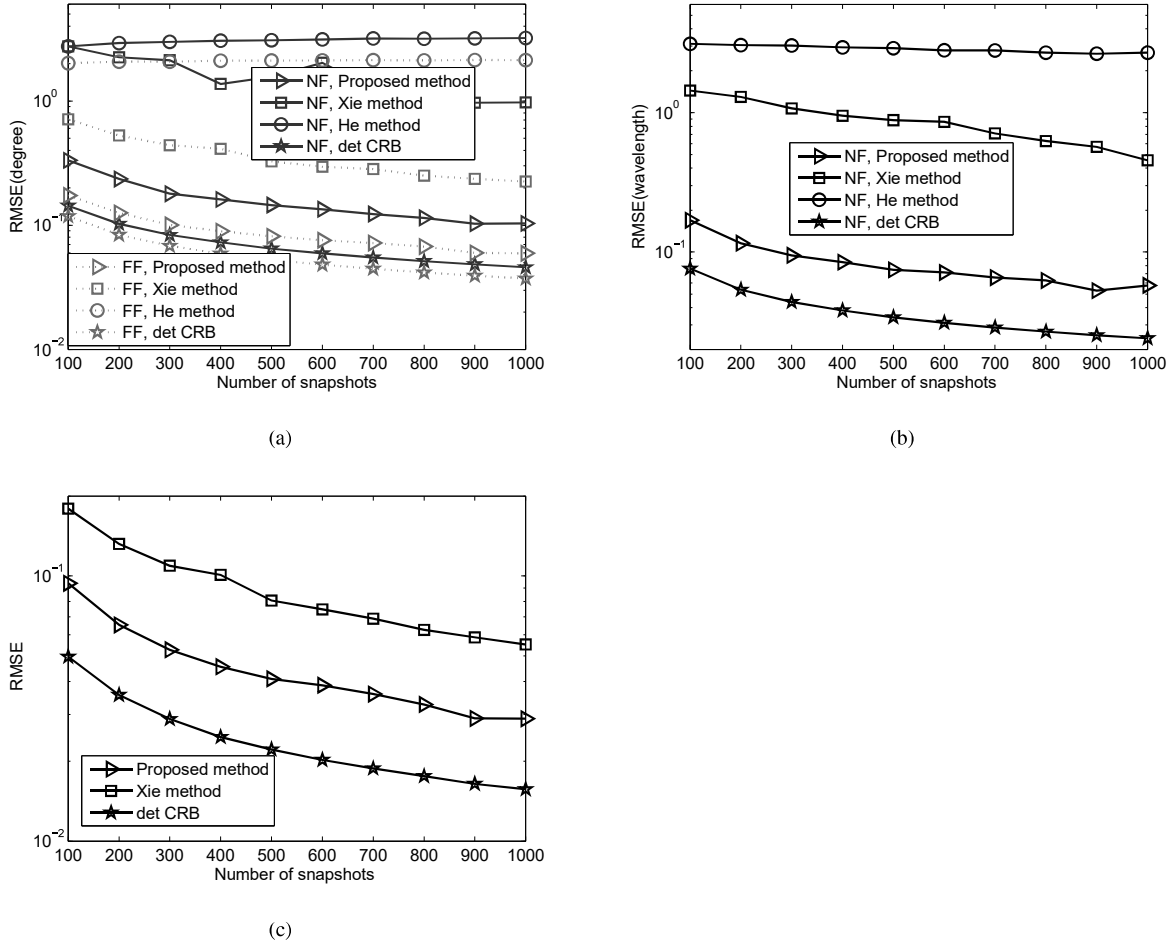 RMSE(degree)
10^0
10^-1
10^-2
NF, Proposed method
NF, Xie method
NF, He method
NF, det CRB
FF, Proposed method
FF, Xie method
FF, He method
FF, det CRB
100 200 300 400 500 600 700 800 900 1000
Number of snapshots
(a)
RMSE(wavelength)
10^0
10^-1
NF, Proposed method
NF, Xie method
NF, He method
NF, det CRB
100 200 300 400 500 600 700 800 900 1000
Number of snapshots
(b)
RMSE
10^-1
10^-2
Proposed method
Xie method
det CRB
100 200 300 400 500 600 700 800 900 1000
Number of snapshots
(c)